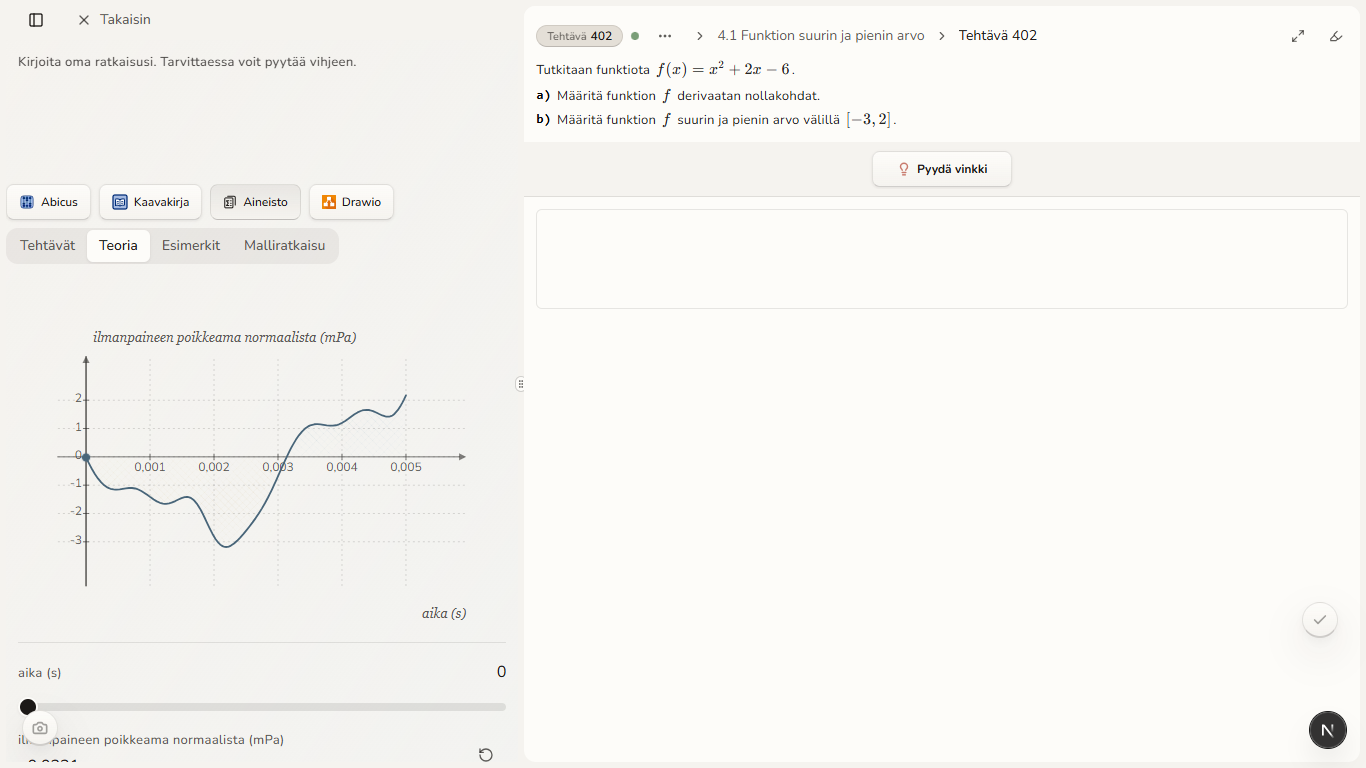 Takaisin
Kirjoita oma ratkaisusi. Tarvittaessa voit pyytää vihjeen.
Abicus
Kaavakirja
Aineisto
Drawio
Tehtävät
Teoria
Esimerkit
Malliratkaisu
ilmanpaineen poikkeama normaalista (mPa)
2
1
0
-1
-2
-3
0,001
0,002
0,003
0,004
0,005
aika (s)
aika (s)
0
paineen poikkeama normaalista (mPa)
Tehtävä 402
... > 4.1 Funktion suurin ja pienin arvo > Tehtävä 402
Tutkitaan funktiota f(x) = x² + 2x − 6.
a) Määritä funktion f derivaatan nollakohdat.
b) Määritä funktion f suurin ja pienin arvo välillä [−3, 2].
Pyydä vinkki
N